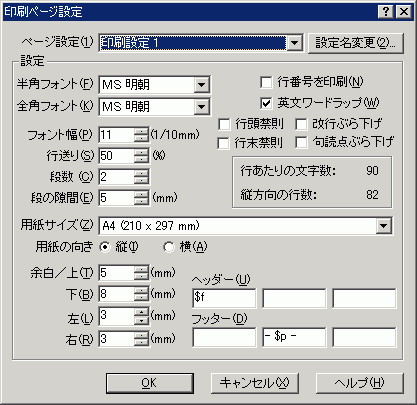 印刷ページ設定
ページ設定(1) 印刷設定 1 設定名変更(2)...
設定
半角フォント(F) MS 明朝 行番号を印刷(N)
全角フォント(K) MS 明朝 英文ワードラップ(W)
フォント幅(P) 11 (1/10mm) 行頭禁則 改行ぶら下げ
行送り(S) 50 (%) 行末禁則 句読点ぶら下げ
段数 (C) 2 行あたりの文字数: 90
段の隙間(E) 5 (mm) 縦方向の行数: 82
用紙サイズ(Z) A4 (210 x 297 mm)
用紙の向き 縦(I) 横(A)
余白/上(T) 5 (mm) ヘッダー(U)
下(B) 8 (mm) $f
左(L) 3 (mm) フッター(D)
右(R) 3 (mm) - $p -
OK キャンセル(X) ヘルプ(H)